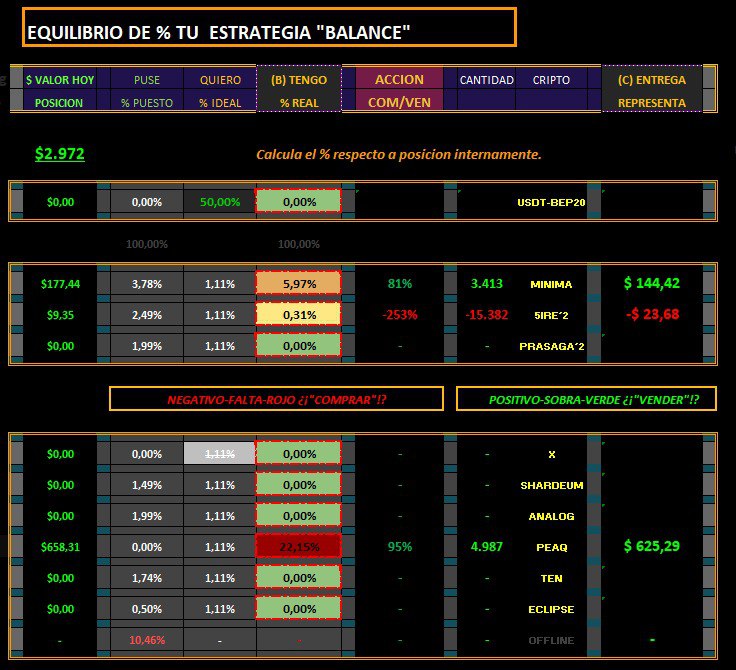 EQUILIBRIO DE % TU ESTRATEGIA "BALANCE"
$ VALOR HOY PUSE QUIERO (B) TENGO ACCION CANTIDAD CRIPTO (C) ENTREGA
POSICION % PUESTO % IDEAL % REAL COM/VEN REPRESENTA
$2.972 Calcula el % respecto a posicion internamente.
$0,00 0,00% 50,00% 0,00% USDT-BEP20
100,00% 100,00%
$177,44 3,78% 1,11% 5,97% 81% 3.413 MINIMA $ 144,42
$9,35 2,49% 1,11% 0,31% -253% -15.382 5IRE´2 -$ 23,68
$0,00 1,99% 1,11% 0,00% - - PRASAGA´2
NEGATIVO-FALTA-ROJO ¿¡"COMPRAR"!? POSITIVO-SOBRA-VERDE ¿¡"VENDER"!?
$0,00 0,00% 1,11% 0,00% - - X
$0,00 1,49% 1,11% 0,00% - - SHARDEUM
$0,00 1,99% 1,11% 0,00% - - ANALOG
$658,31 0,00% 1,11% 22,15% 95% 4.987 PEAQ $ 625,29
$0,00 1,74% 1,11% 0,00% - - TEN
$0,00 0,50% 1,11% 0,00% - - ECLIPSE
- 10,46% - - - - OFFLINE -